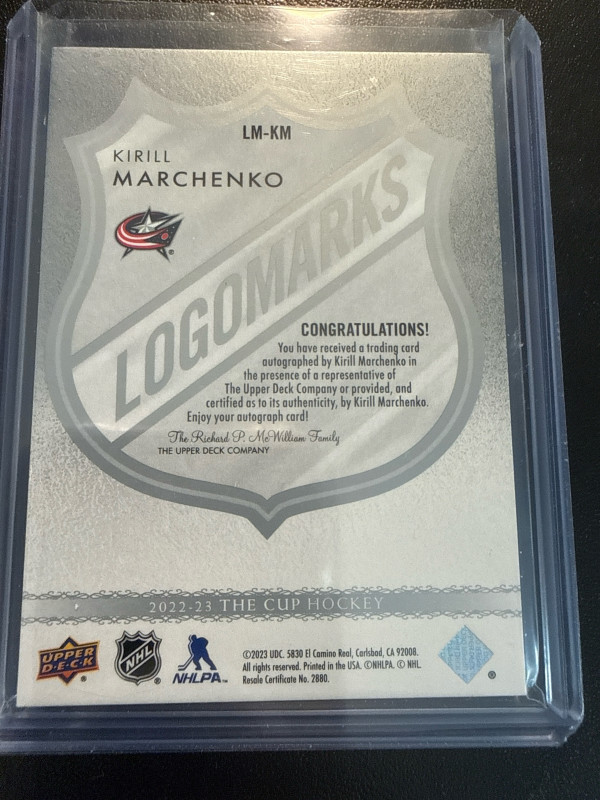 LM-KM
KIRILL
MARCHENKO
LOGOMARKS
CONGRATULATIONS!
You have received a trading card
autographed by Kirill Marchenko in
the presence of a representative of
The Upper Deck Company or provided, and
certified as to its authenticity, by Kirill Marchenko.
Enjoy your autograph card!
The Richard P. McWilliam Family
THE UPPER DECK COMPANY
2022-23 THE CUP HOCKEY
UPPER
D·E·C·K
®
NHL
®
NHLPA™
©2023 UDC. 5830 El Camino Real, Carlsbad, CA 92008.
All rights reserved. Printed in the USA. ©NHLPA. © NHL.
Resale Certificate No. 2880.
®